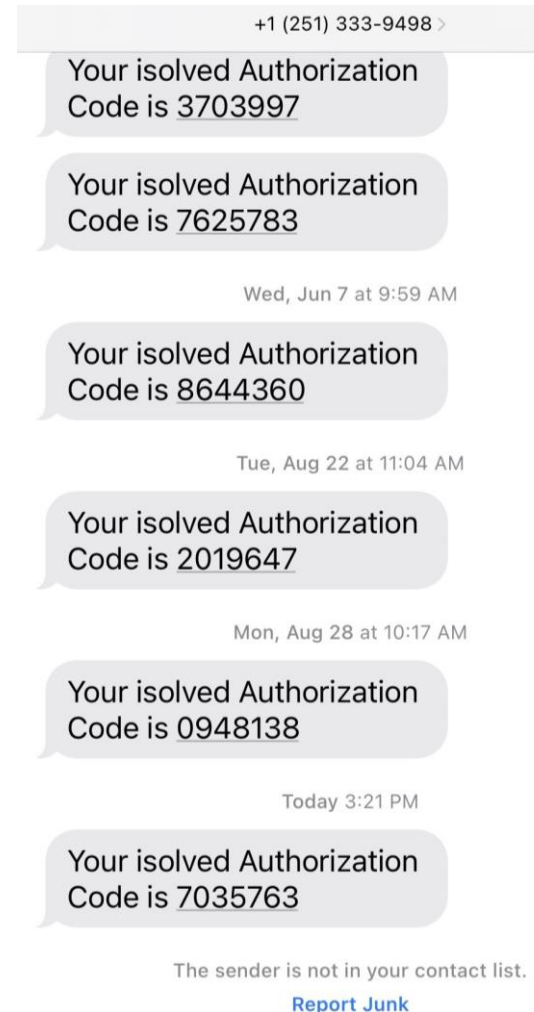 +1 (251) 333-9498 >
Your isolved Authorization
Code is 3703997
Your isolved Authorization
Code is 7625783
Wed, Jun 7 at 9:59 AM
Your isolved Authorization
Code is 8644360
Tue, Aug 22 at 11:04 AM
Your isolved Authorization
Code is 2019647
Mon, Aug 28 at 10:17 AM
Your isolved Authorization
Code is 0948138
Today 3:21 PM
Your isolved Authorization
Code is 7035763
The sender is not in your contact list.
Report Junk